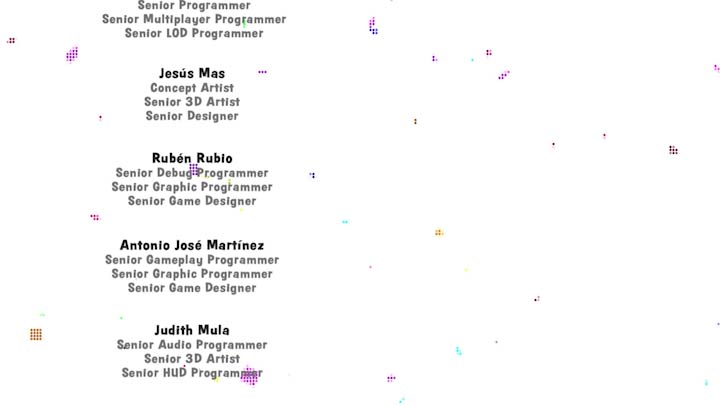 Senior Programmer
Senior Multiplayer Programmer
Senior LOD Programmer
Jesús Mas
Concept Artist
Senior 3D Artist
Senior Designer
Rubén Rubio
Senior Debug Programmer
Senior Graphic Programmer
Senior Game Designer
Antonio José Martínez
Senior Gameplay Programmer
Senior Graphic Programmer
Senior Game Designer
Judith Mula
Senior Audio Programmer
Senior 3D Artist
Senior HUD Programmer